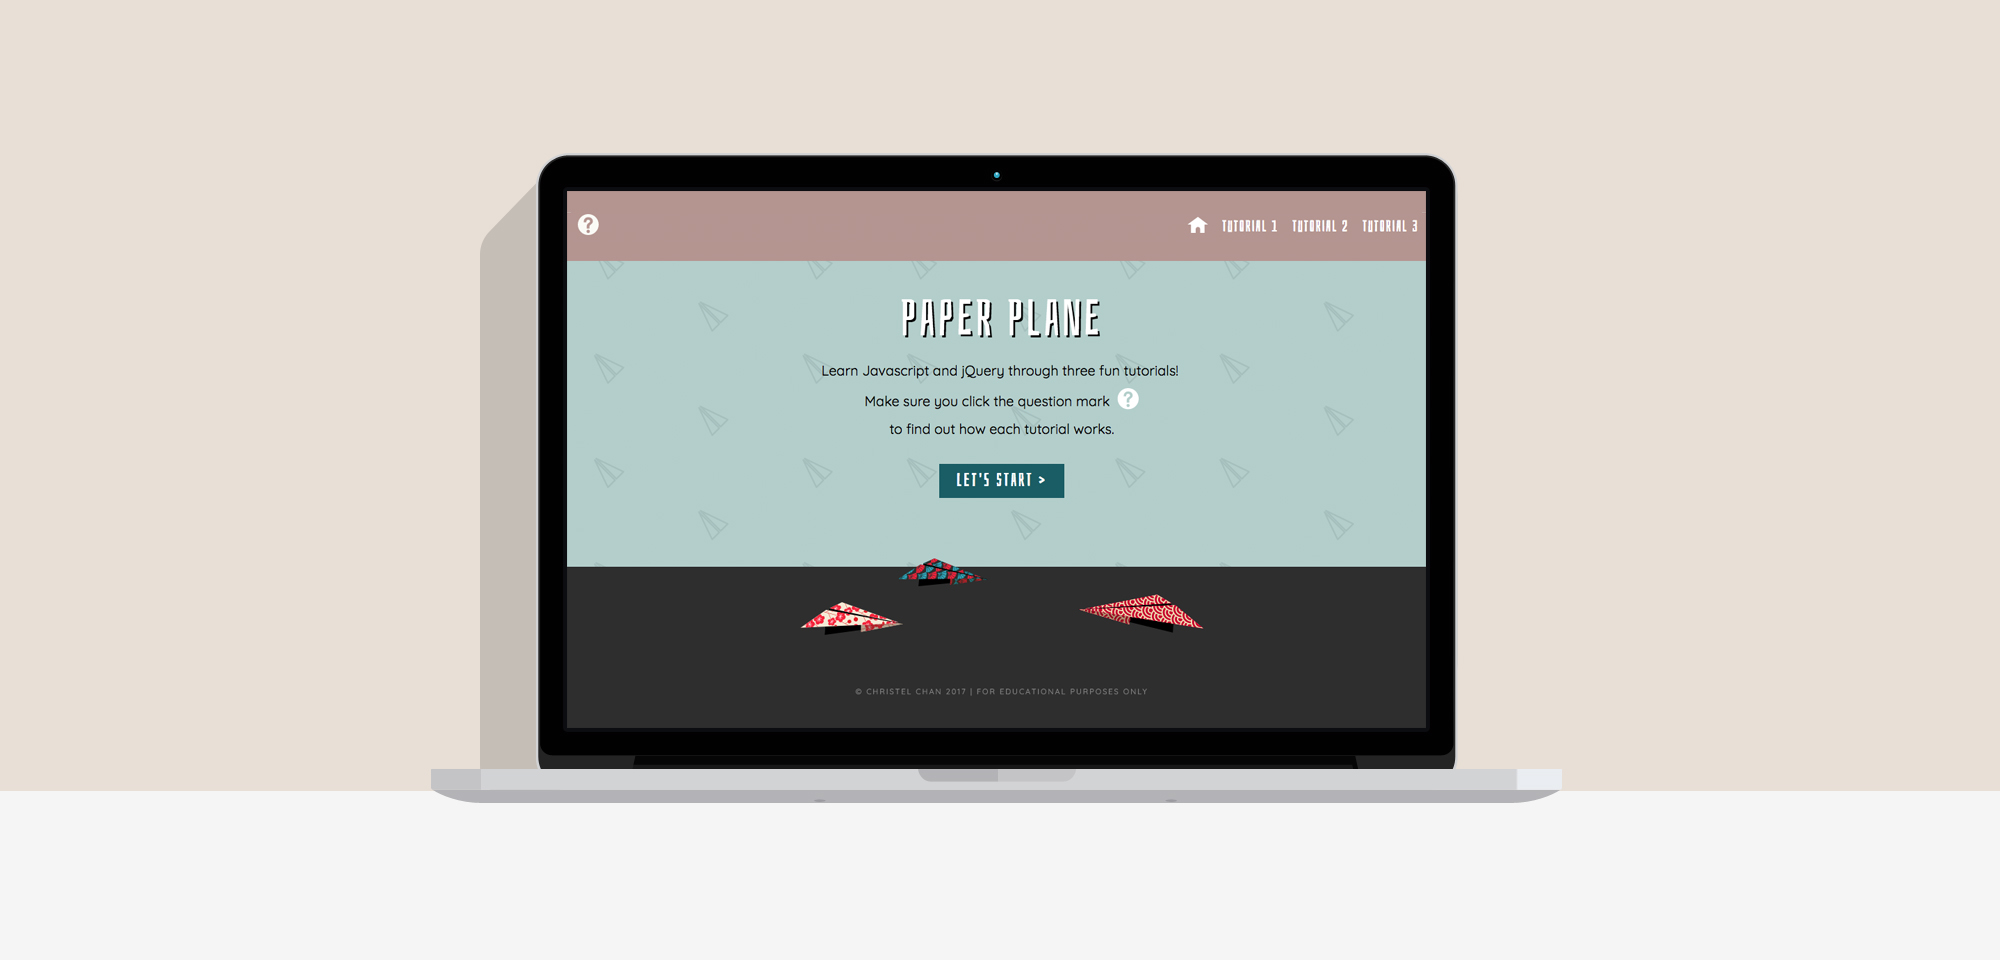 ?
TUTORIAL 1 TUTORIAL 2 TUTORIAL 3
PAPER PLANE
Learn Javascript and jQuery through three fun tutorials!
Make sure you click the question mark ?
to find out how each tutorial works.
LET'S START >
© CHRISTEL CHAN 2017 | FOR EDUCATIONAL PURPOSES ONLY